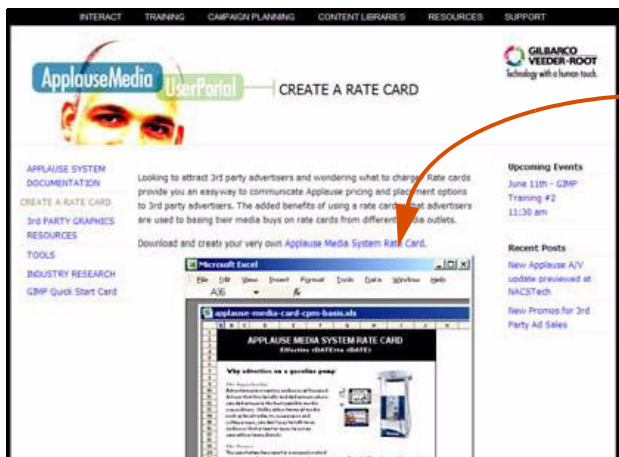 INTERACT TRAINING CAMPAIGN PLANNING CONTENT LIBRARIES RESOURCES SUPPORT
ApplauseMedia UserPortal CREATE A RATE CARD
GILBARCO
VEEDER-ROOT
Technology with a human touch.
APPLAUSE SYSTEM
DOCUMENTATION
CREATE A RATE CARD
3rd PARTY GRAPHICS
RESOURCES
TOOLS
INDUSTRY RESEARCH
GIMP Quick Start Card
Looking to attract 3rd party advertisers and wondering what to charge? Rate cards
provide you an easyway to communicate Applause pricing and placement options
to 3rd party advertisers. The added benefits of using a rate card that advertisers
are used to basing their media buys on rate cards from different media outlets.
Download and create your very own Applause Media System Rate Card.
Microsoft Excel
File Edit View Insert Format Tools Data Window Help
A36 fx
applause-media-card-cpm-basis.xls
APPLAUSE MEDIA SYSTEM RATE CARD
Effective <DATE to <DATE>
Why advertise on a gasoline pump?
Upcoming Events
June 11th - GIMP
Training #2
11:30 am
Recent Posts
New Applause A/V
update previewed at
NACSTech
New Promos for 3rd
Party Ad Sales